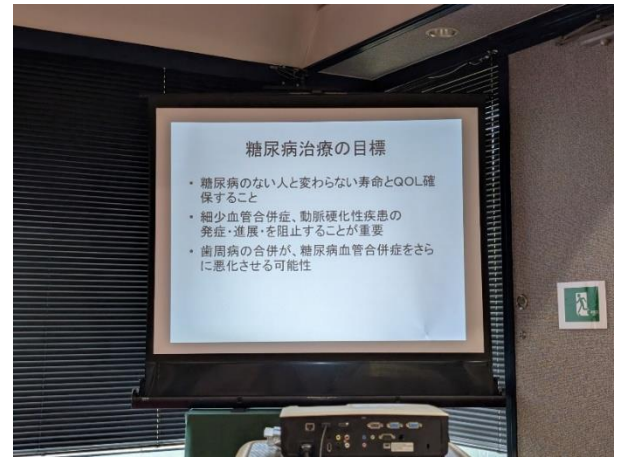 糖尿病治療の目標
・ 糖尿病のない人と変わらない寿命とQOL確
保すること
・ 細少血管合併症、動脈硬化性疾患の
発症・進展・を阻止することが重要
・ 歯周病の合併が、糖尿病血管合併症をさら
に悪化させる可能性